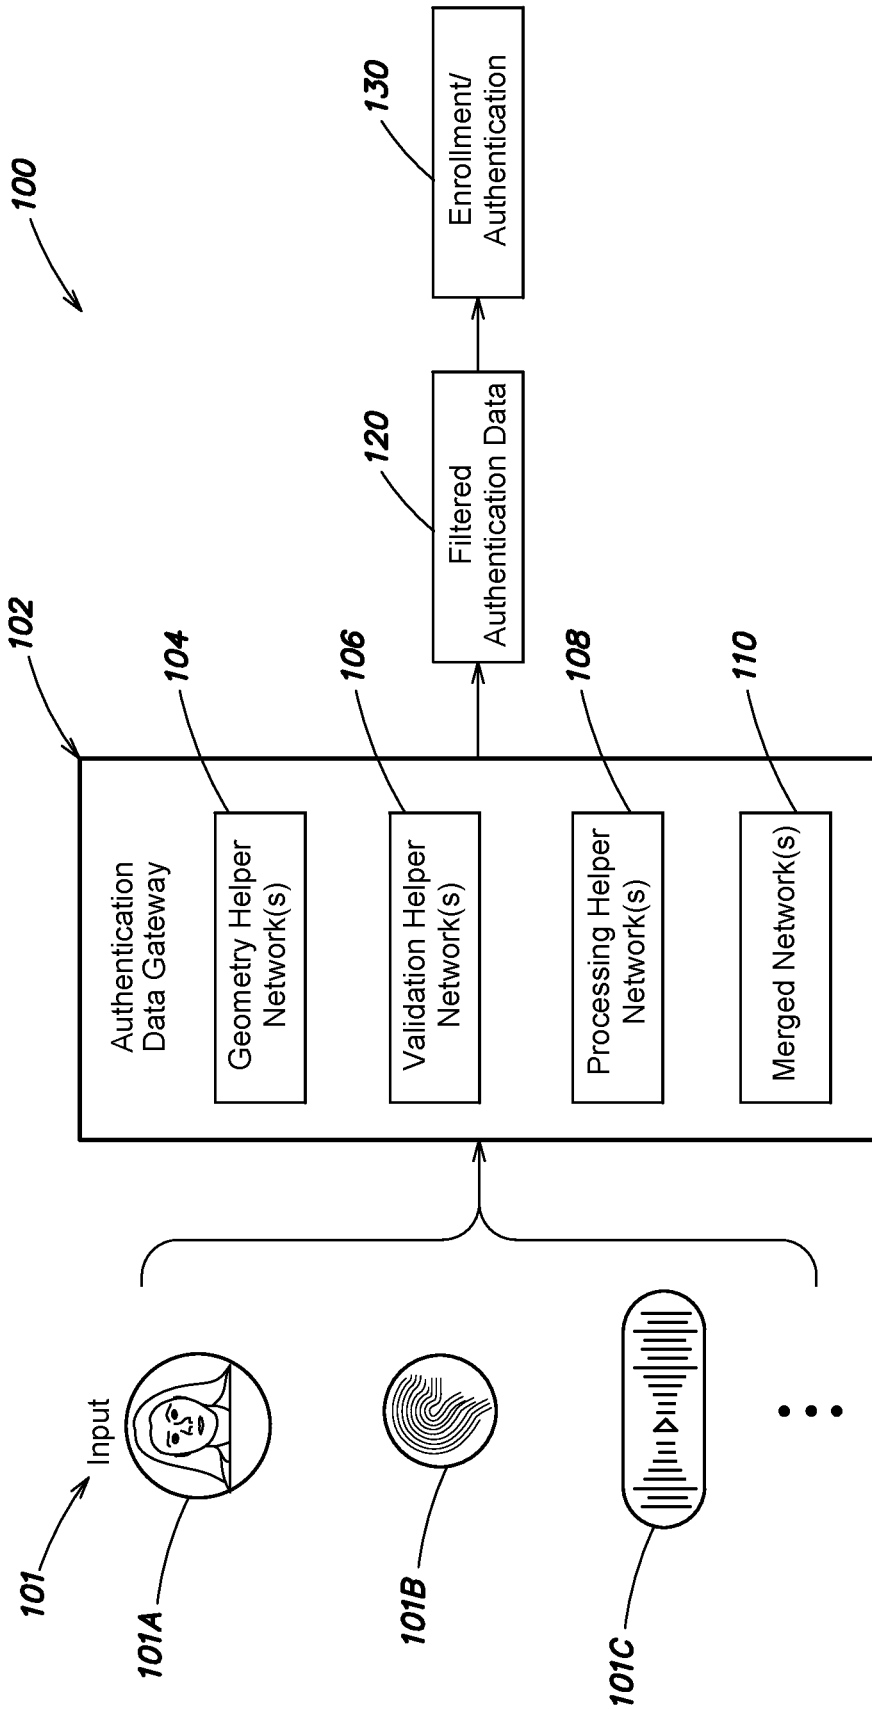 100
101
Input
101A
101B
101C
102
Authentication
Data Gateway
104
Geometry Helper
Network(s)
106
Validation Helper
Network(s)
108
Processing Helper
Network(s)
110
Merged Network(s)
120
Filtered
Authentication Data
130
Enrollment/
Authentication